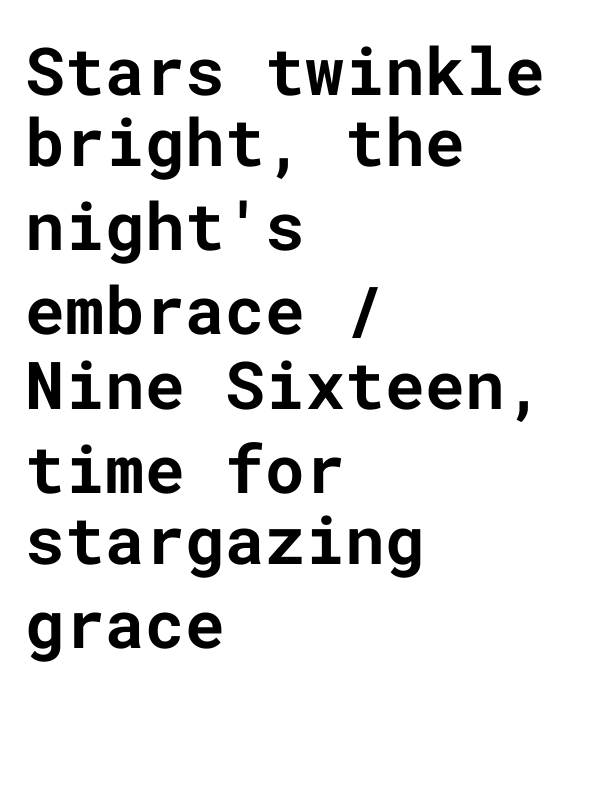 Stars twinkle
bright, the
night's
embrace /
Nine Sixteen,
time for
stargazing
grace